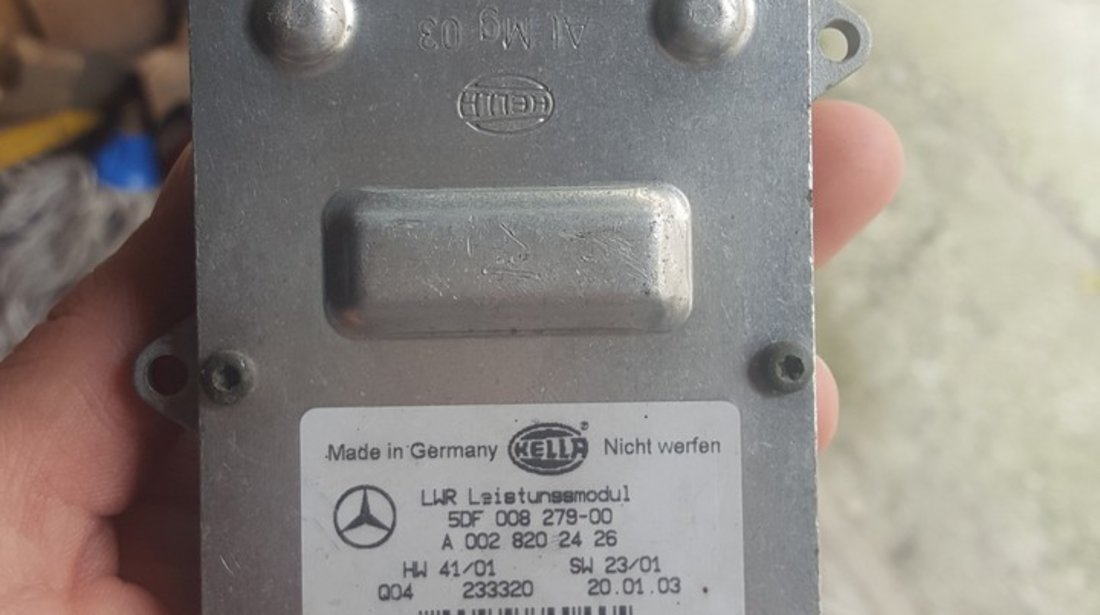 Al Mg 03
HELLA
Made in Germany HELLA ® Nicht werfen
LWR Leistungsmodul
5DF 008 279-00
A 002 820 24 26
HW 41/01 SW 23/01
Q04 233320 20.01.03